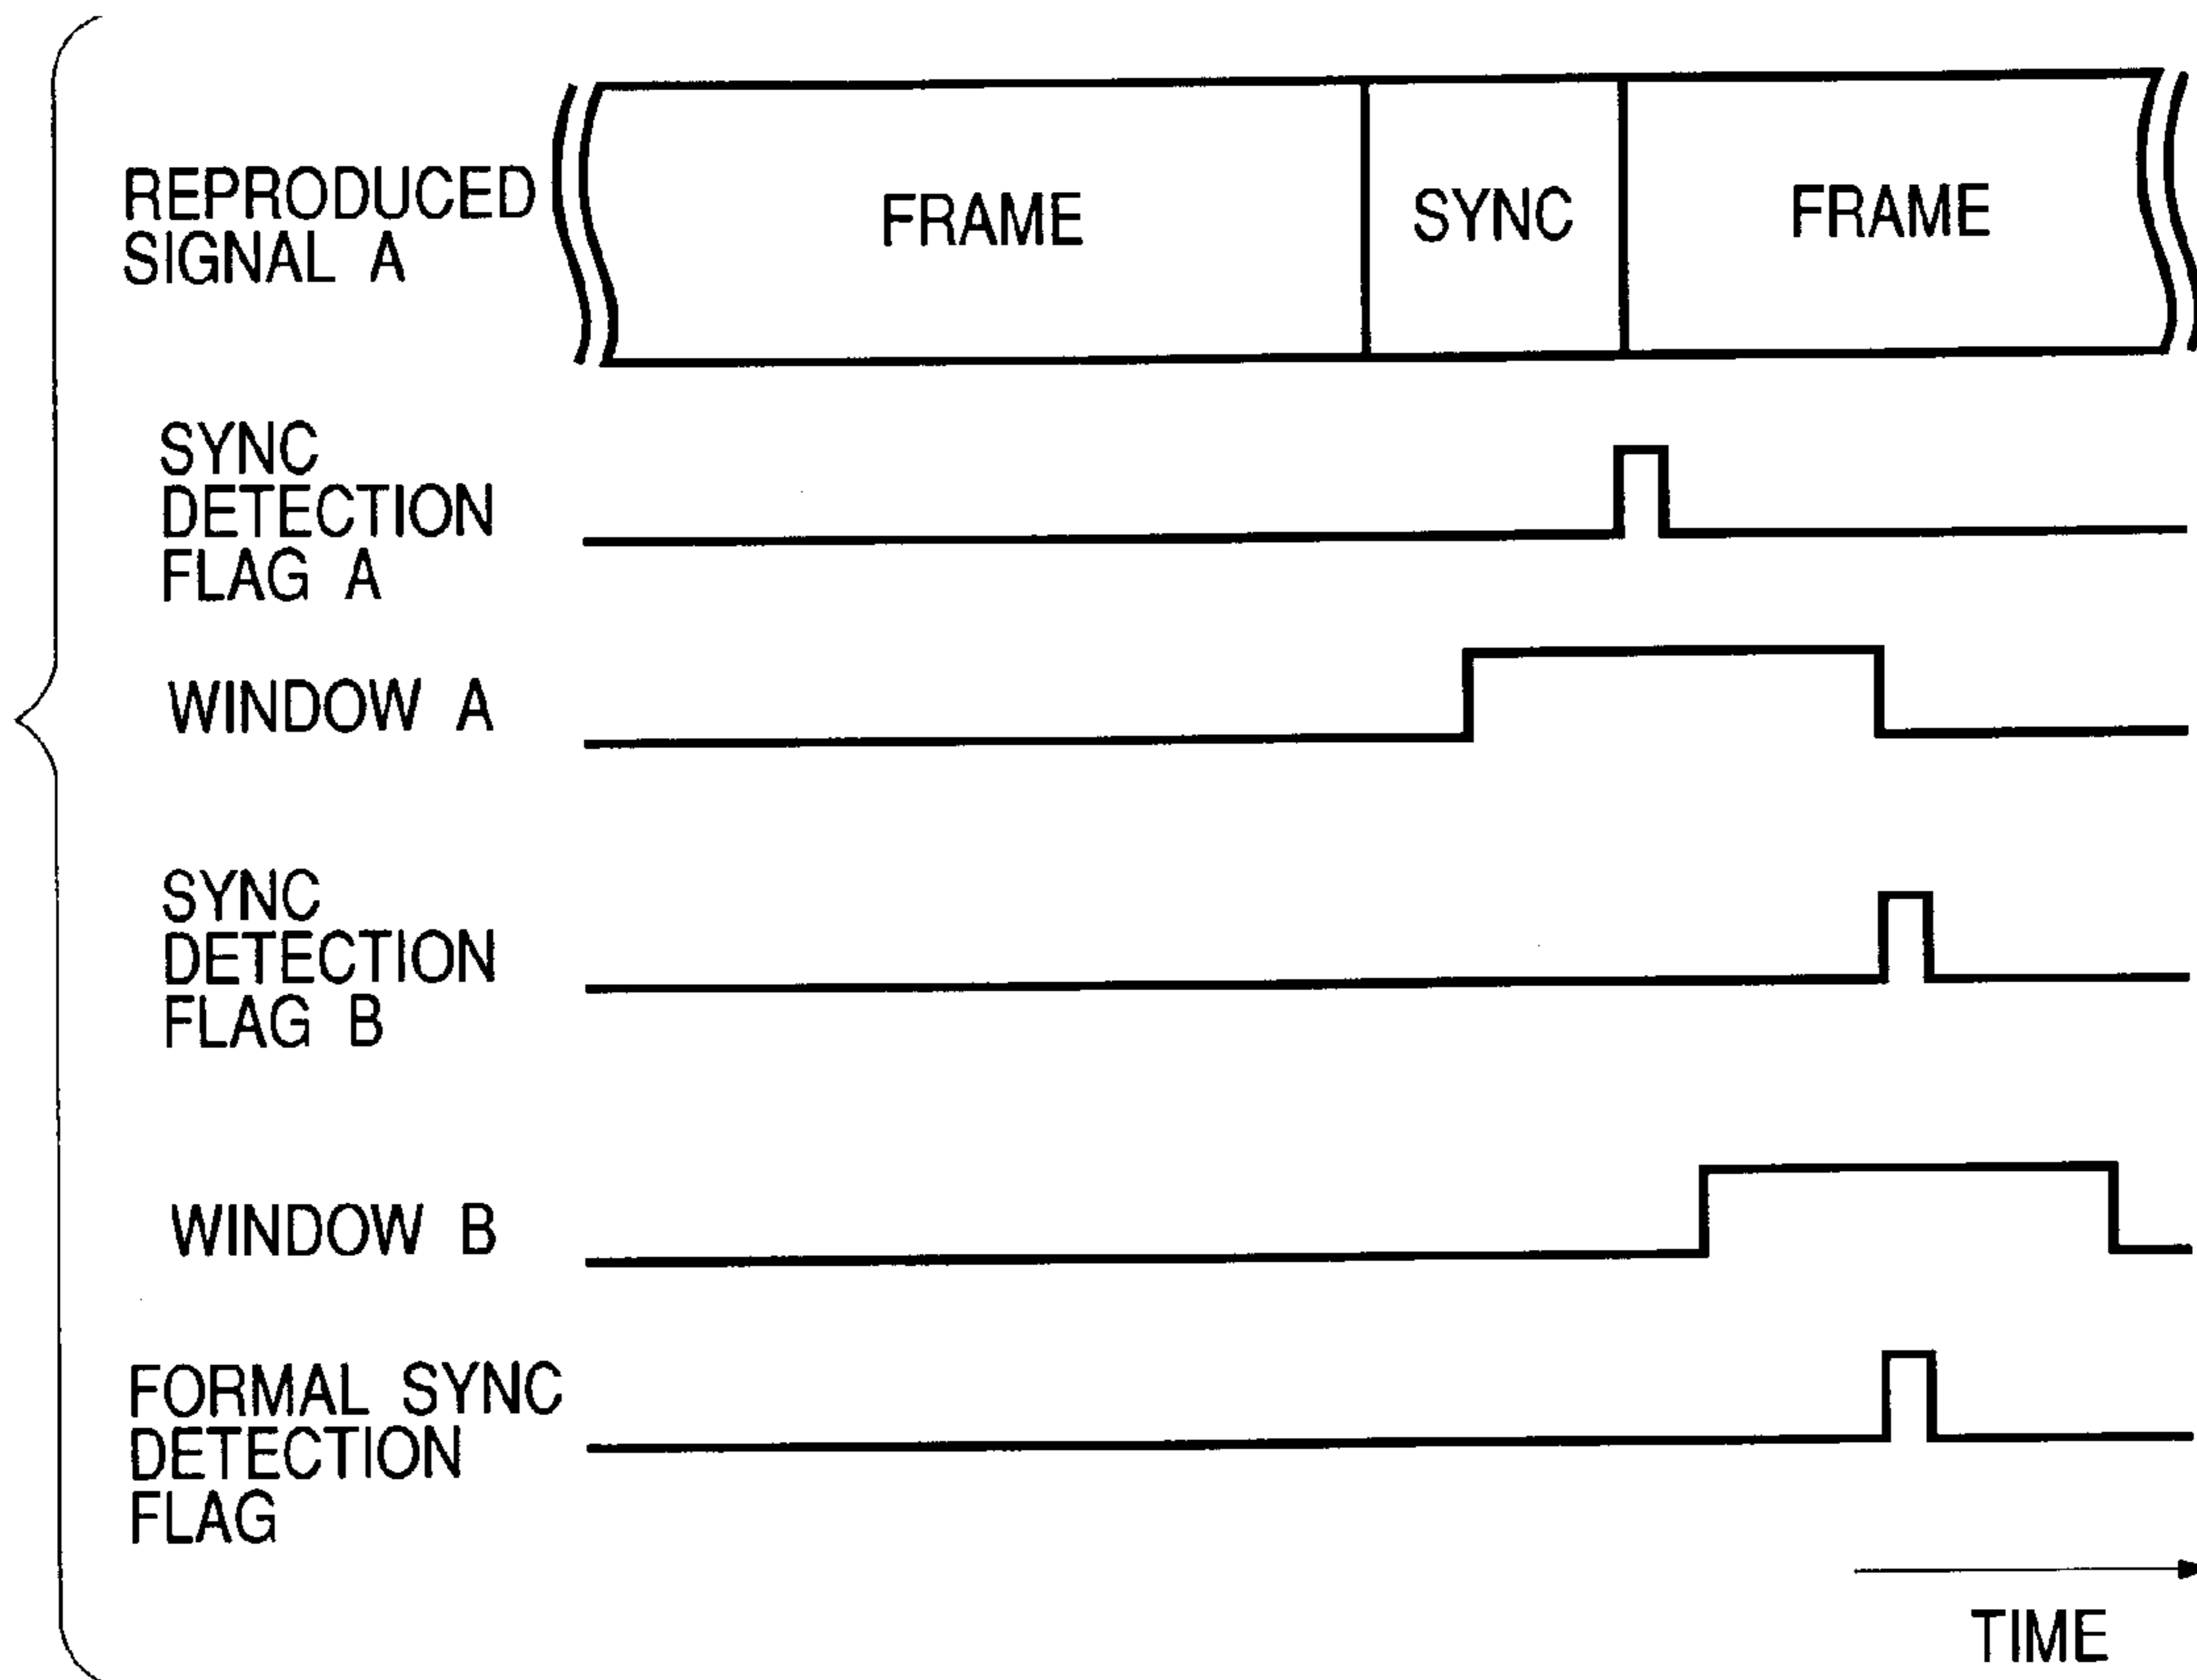 REPRODUCED
SIGNAL A
FRAME
SYNC
FRAME
SYNC
DETECTION
FLAG A
WINDOW A
SYNC
DETECTION
FLAG B
WINDOW B
FORMAL SYNC
DETECTION
FLAG
TIME